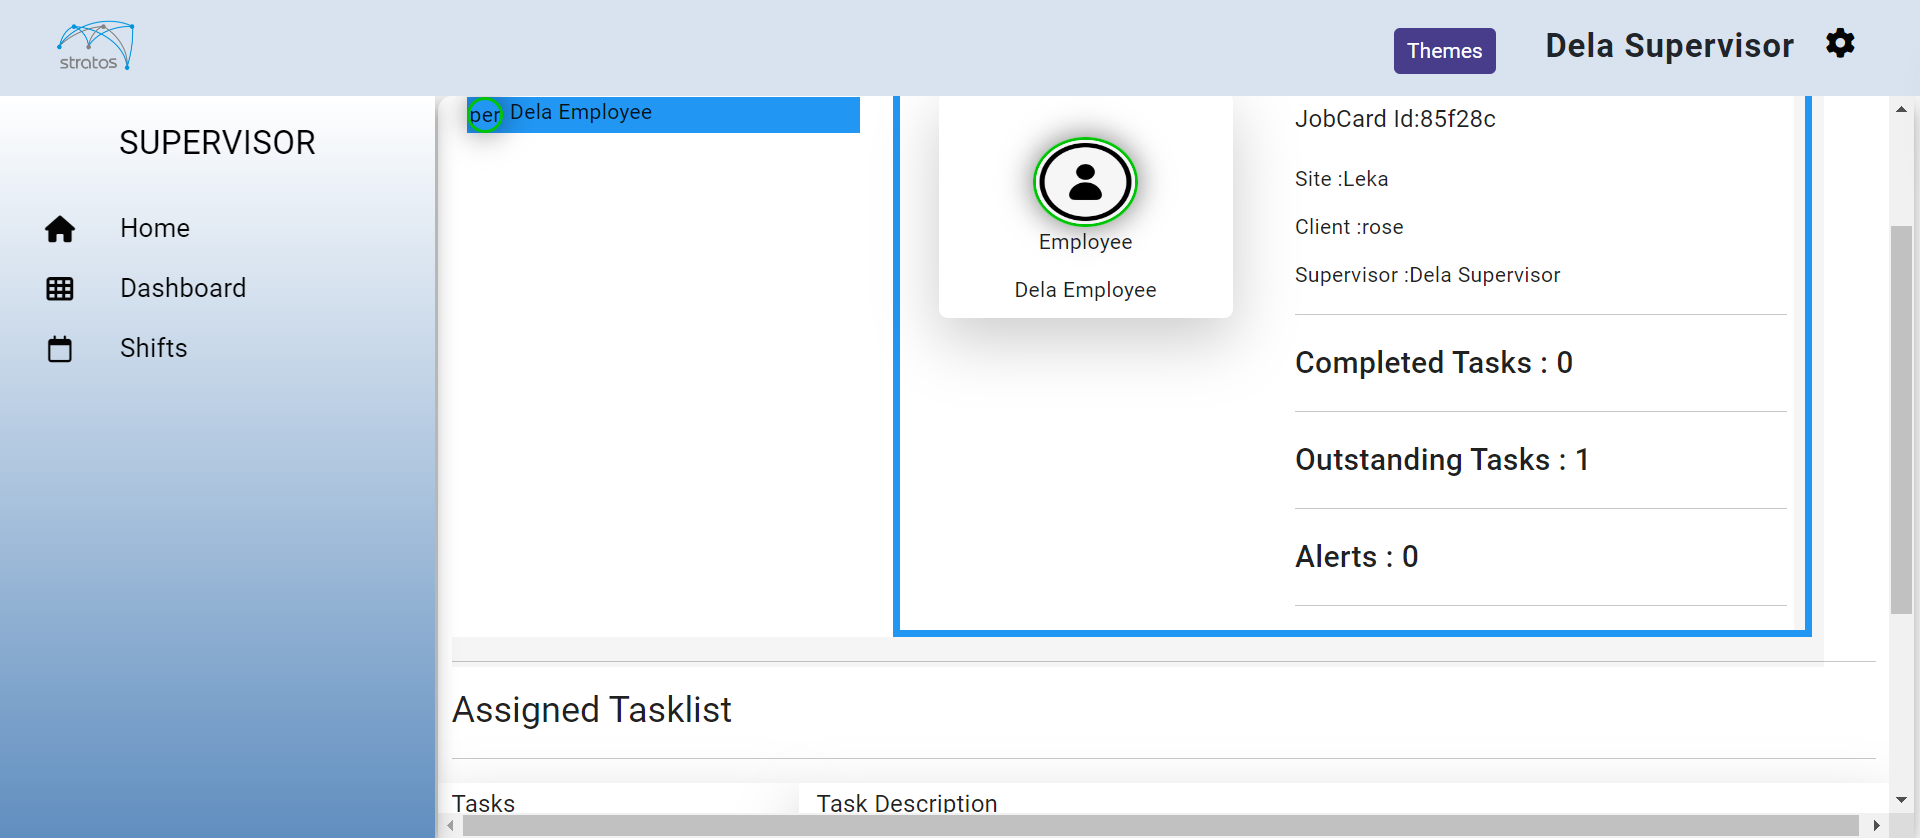 stratos
Themes
Dela Supervisor
SUPERVISOR
Home
Dashboard
Shifts
per
Dela Employee
Employee
Dela Employee
JobCard Id:85f28c
Site :Leka
Client :rose
Supervisor :Dela Supervisor
Completed Tasks : 0
Outstanding Tasks : 1
Alerts : 0
Assigned Tasklist
Tasks
Task Description